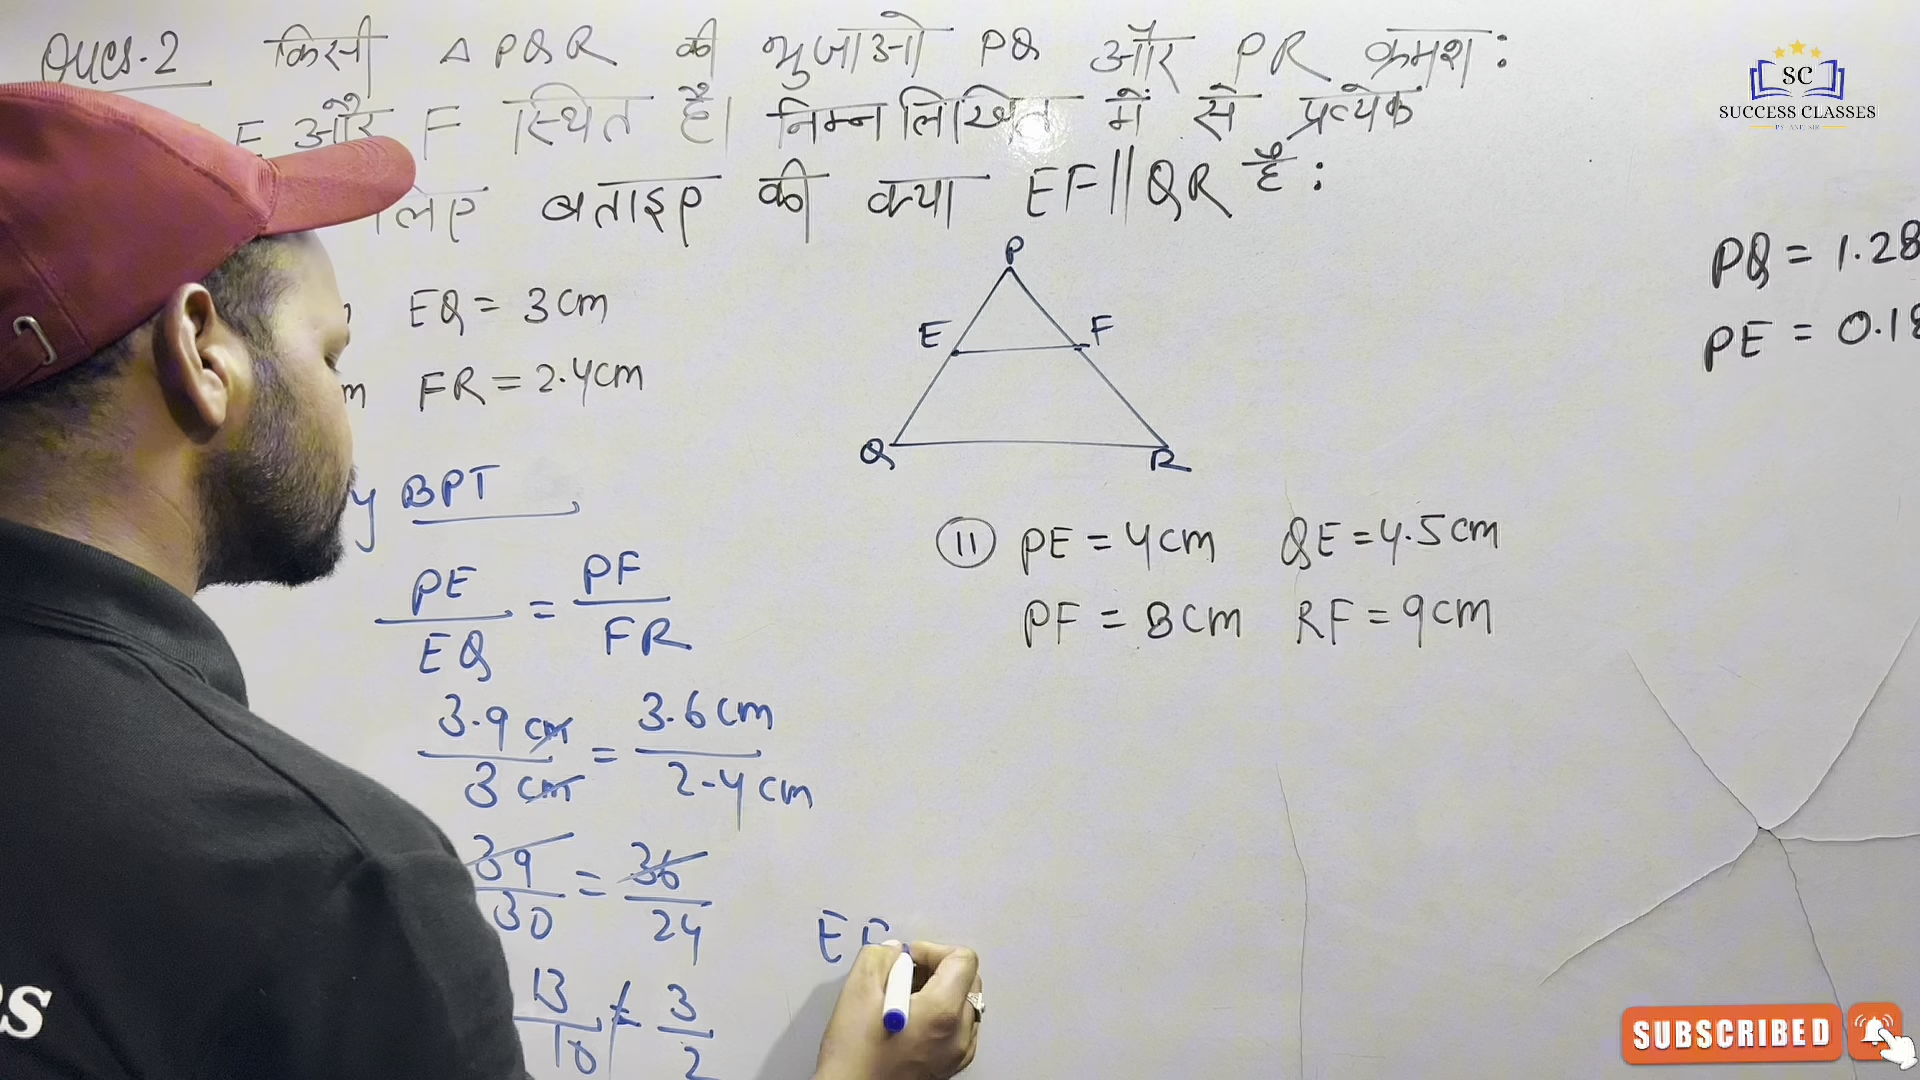 Ques.2 किसी △PQR की भुजाओ PQ और PR क्रमश:
E और F स्थित है। निम्नलिखित में से प्रत्येक
लिए बताइए की क्या EF||QR है:
EQ = 3cm
FR = 2.4cm
P
E F
Q R
PQ = 1.28
PE = 0.18
y BPT
PE/EQ = PF/FR
3.9 cm/3 cm = 3.6 cm/2.4 cm
39/30 = 36/24
13/10 ≠ 3/2
EF
(11) PE = 4cm QE = 4.5cm
PF = 8cm RF = 9cm
SC
SUCCESS CLASSES
SUBSCRIBED